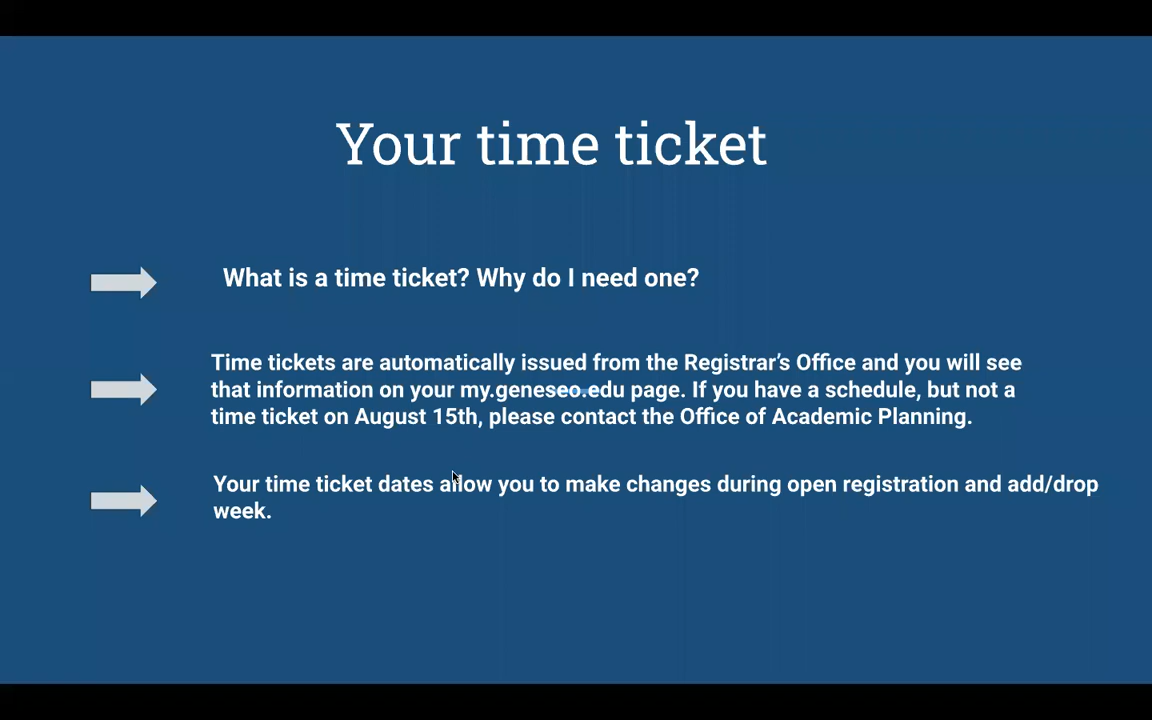 Your time ticket
What is a time ticket? Why do I need one?
Time tickets are automatically issued from the Registrar's Office and you will see
that information on your my.geneseo.edu page. If you have a schedule, but not a
time ticket on August 15th, please contact the Office of Academic Planning.
Your time ticket dates allow you to make changes during open registration and add/drop
week.